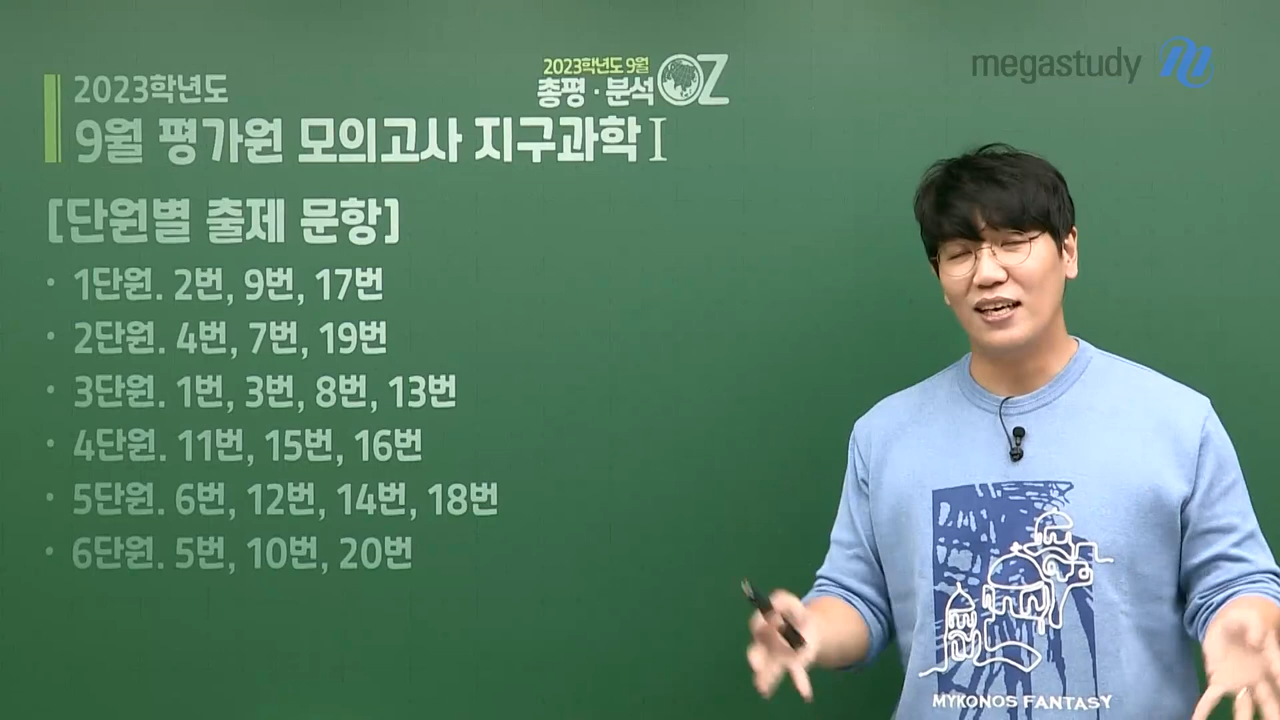 2023학년도
9월 평가원 모의고사 지구과학Ⅰ
2023학년도 9월
총평·분석 OZ
megastudy
[단원별 출제 문항]
• 1단원. 2번, 9번, 17번
• 2단원. 4번, 7번, 19번
• 3단원. 1번, 3번, 8번, 13번
• 4단원. 11번, 15번, 16번
• 5단원. 6번, 12번, 14번, 18번
• 6단원. 5번, 10번, 20번
MYKONOS FANTASY